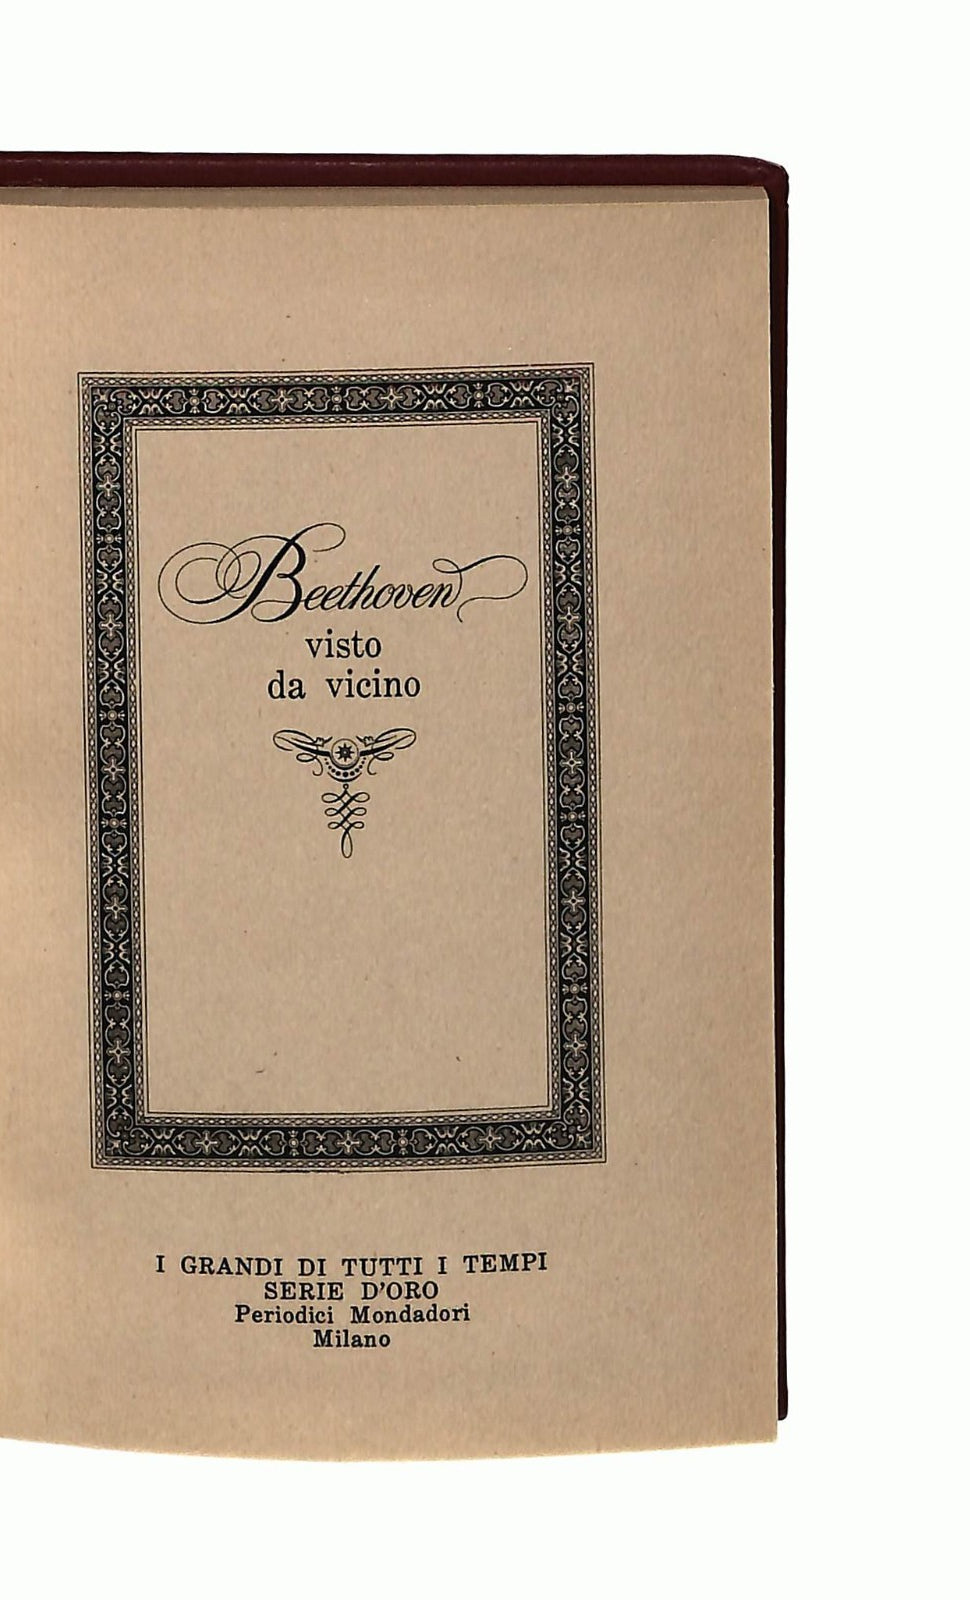 Beethoven
visto
da vicino
I GRANDI DI TUTTI I TEMPI
SERIE D'ORO
Periodici Mondadori
Milano